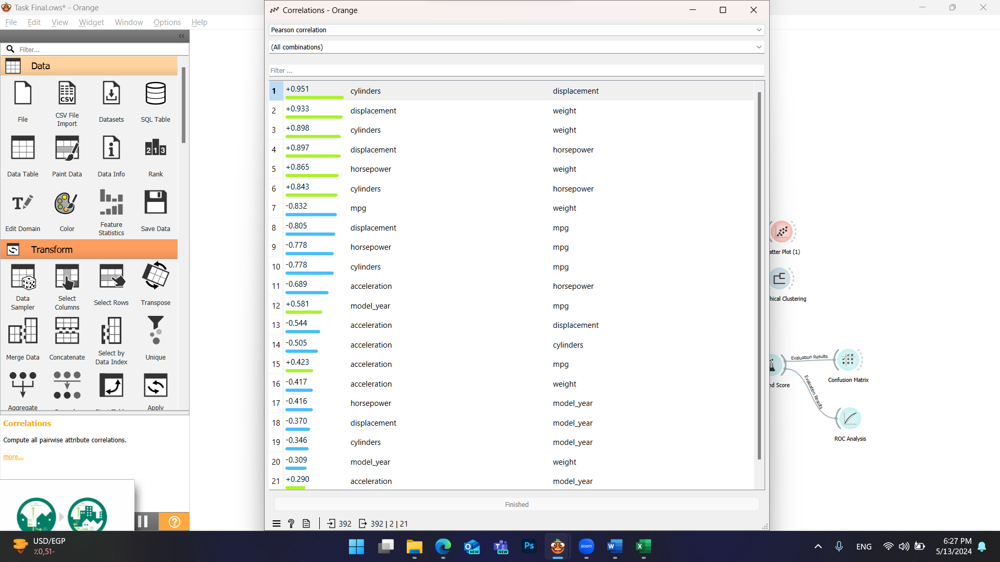 Task Final.ows* - Orange
File Edit View Widget Window Options Help
Filter...
Data
File
CSV
CSV File
Import
Datasets
SQL Table
Data Table
Paint Data
Data Info
2 1 3
Rank
Edit Domain
Color
Feature
Statistics
Save Data
Transform
Data
Sampler
Select
Columns
Select Rows
Transpose
Merge Data
Concatenate
Select by
Data Index
Unique
Aggregate
Apply
Correlations
Compute all pairwise attribute correlations.
more...
Correlations - Orange
Pearson correlation
(All combinations)
Filter ...
1 +0.951 cylinders displacement
2 +0.933 displacement weight
3 +0.898 cylinders weight
4 +0.897 displacement horsepower
5 +0.865 horsepower weight
6 +0.843 cylinders horsepower
7 -0.832 mpg weight
8 -0.805 displacement mpg
9 -0.778 horsepower mpg
10 -0.778 cylinders mpg
11 -0.689 acceleration horsepower
12 +0.581 model_year mpg
13 -0.544 acceleration displacement
14 -0.505 acceleration cylinders
15 +0.423 acceleration mpg
16 -0.417 acceleration weight
17 -0.416 horsepower model_year
18 -0.370 displacement model_year
19 -0.346 cylinders model_year
20 -0.309 model_year weight
21 +0.290 acceleration model_year
Finished
392 392 | 2 | 21
atter Plot (1)
hical Clustering
nd Score
Evaluation Results
Evaluation Results
Confusion Matrix
ROC Analysis
USD/EGP
٪0,51-
NEW
NEW
Ps
zoom
ENG
6:27 PM
5/13/2024